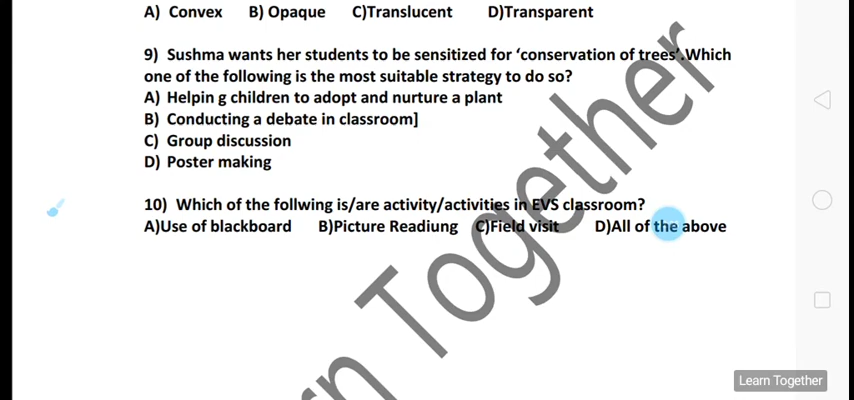 A) Convex B) Opaque C)Translucent D)Transparent
9) Sushma wants her students to be sensitized for ‘conservation of trees’.Which
one of the following is the most suitable strategy to do so?
A) Helpin g children to adopt and nurture a plant
B) Conducting a debate in classroom]
C) Group discussion
D) Poster making
10) Which of the follwing is/are activity/activities in EVS classroom?
A)Use of blackboard B)Picture Readiung C)Field visit D)All of the above
rn Together
Learn Together